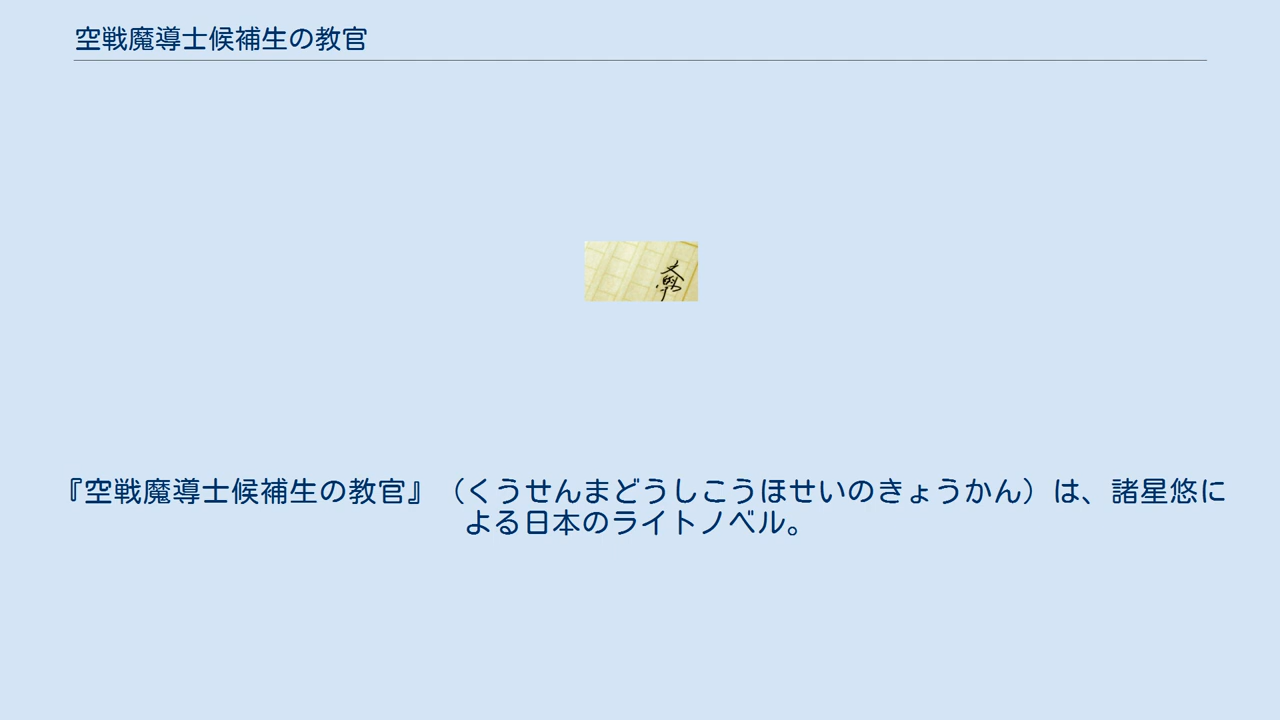 空戦魔導士候補生の教官
『空戦魔導士候補生の教官』（くうせんまどうしこうほせいのきょうかん）は、諸星悠に
よる日本のライトノベル。